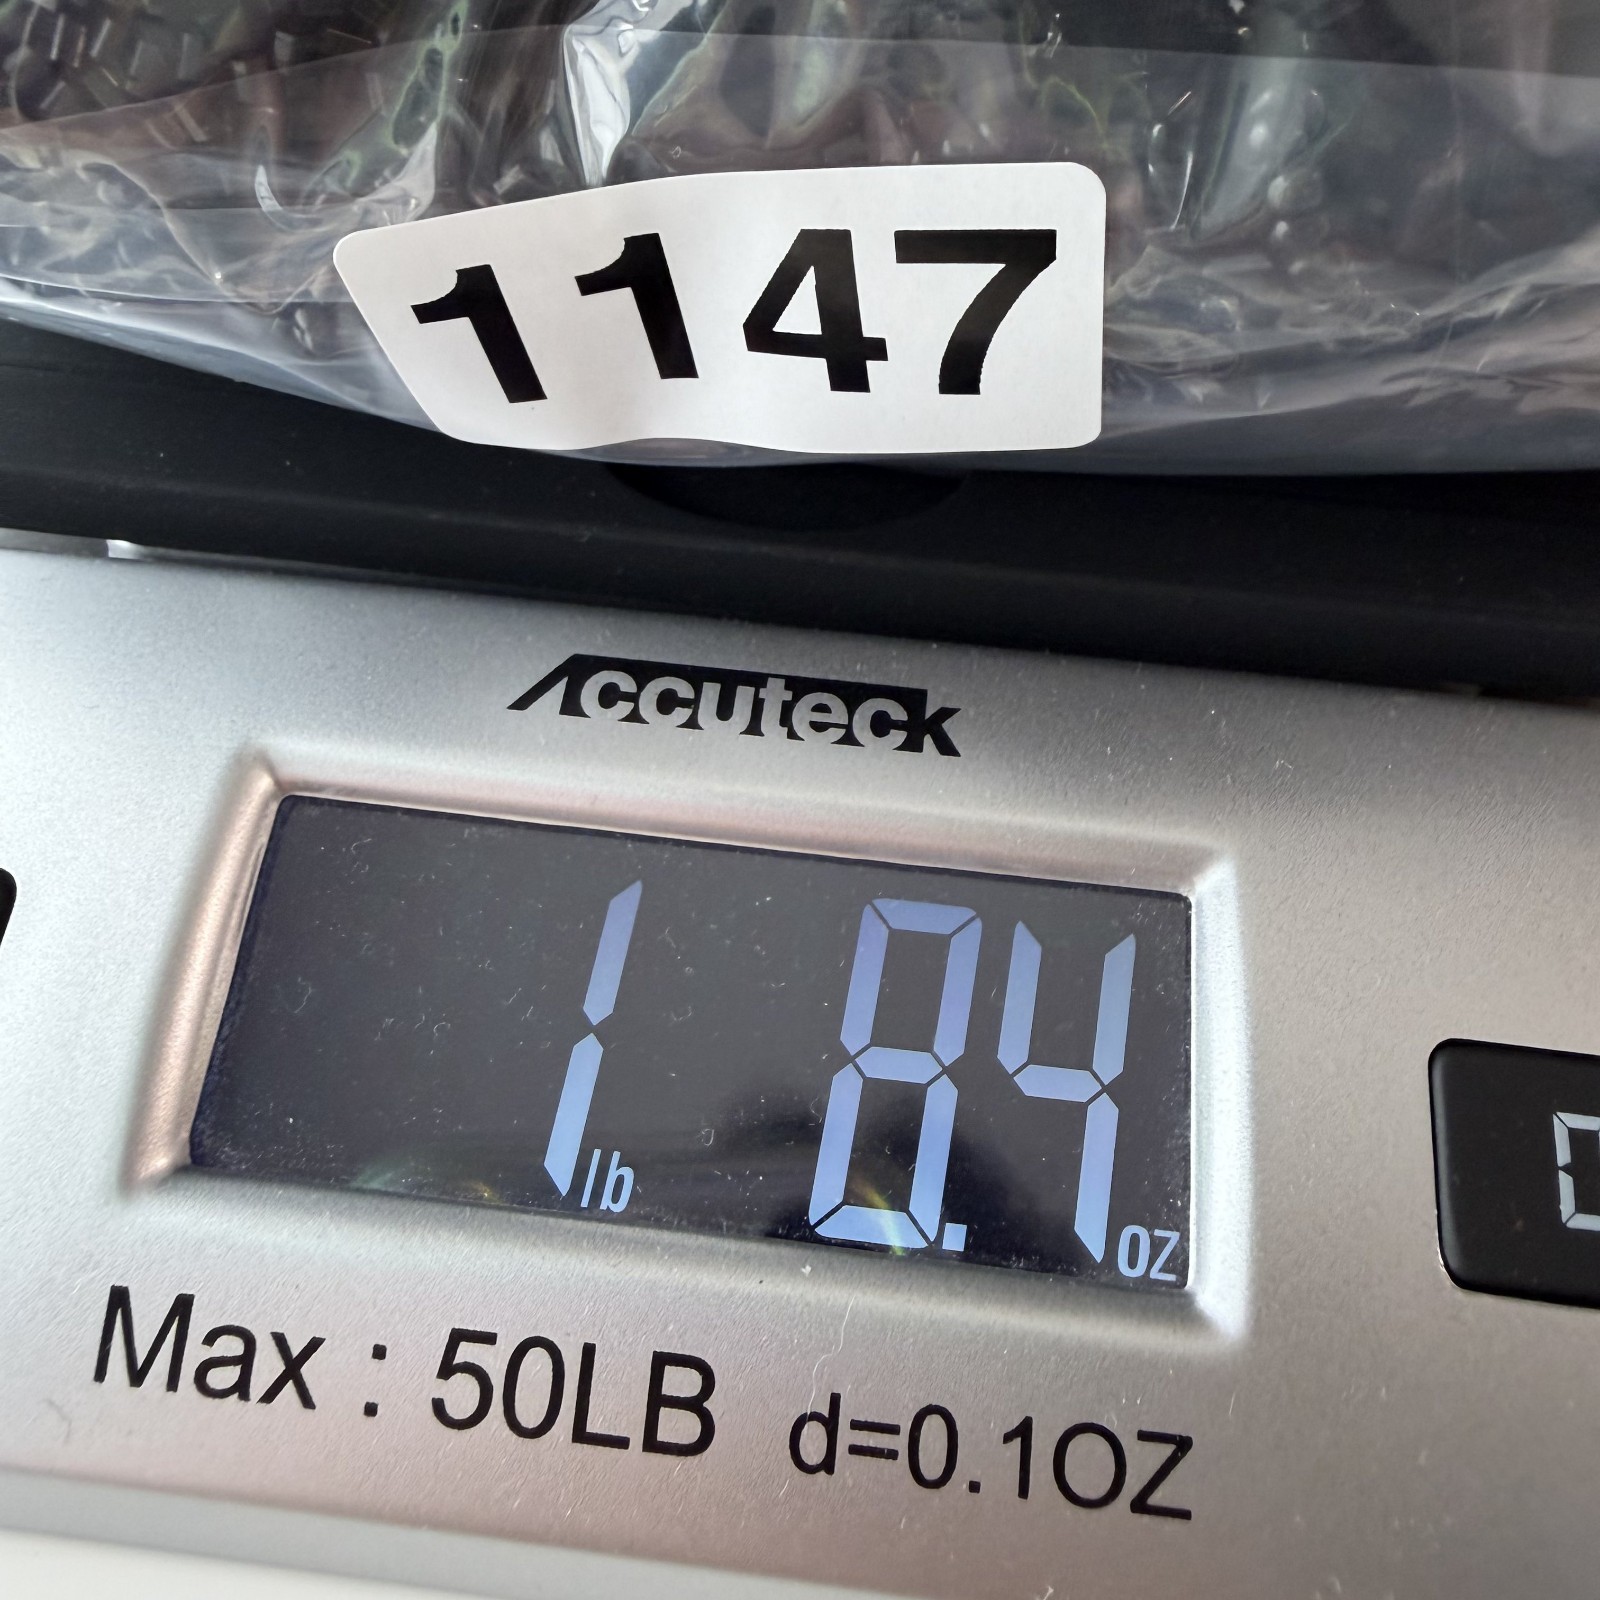 1147
Accuteck
1 lb 8.4 oz
Max : 50LB d=0.1OZ